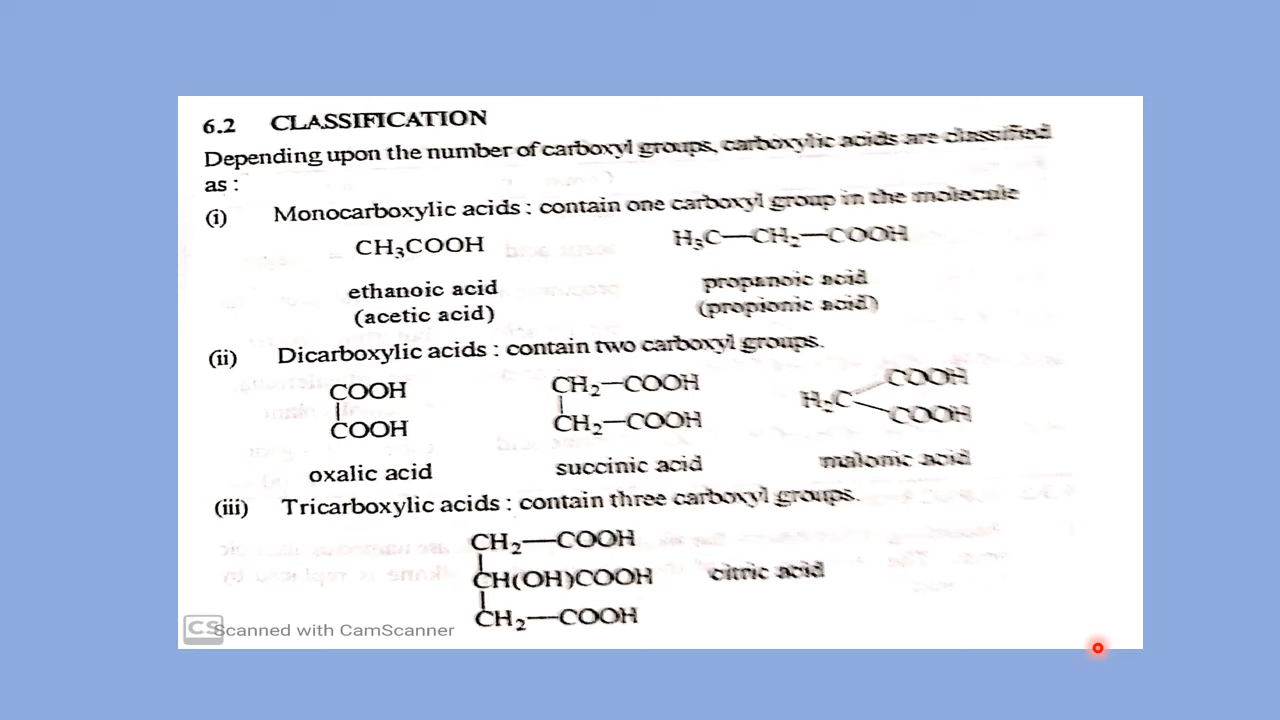 6.2 CLASSIFICATION
Depending upon the number of carboxyl groups, carboxylic acids are classified
as :
(i) Monocarboxylic acids : contain one carboxyl group in the molecule
CH₃COOH H₃C—CH₂—COOH
ethanoic acid propanoic acid
(acetic acid) (propionic acid)
(ii) Dicarboxylic acids : contain two carboxyl groups.
COOH CH₂—COOH COOH
| | H₂C
COOH CH₂—COOH COOH
oxalic acid succinic acid malonic acid
(iii) Tricarboxylic acids : contain three carboxyl groups.
CH₂—COOH
|
CH(OH)COOH citric acid
|
CH₂—COOH
CS Scanned with CamScanner